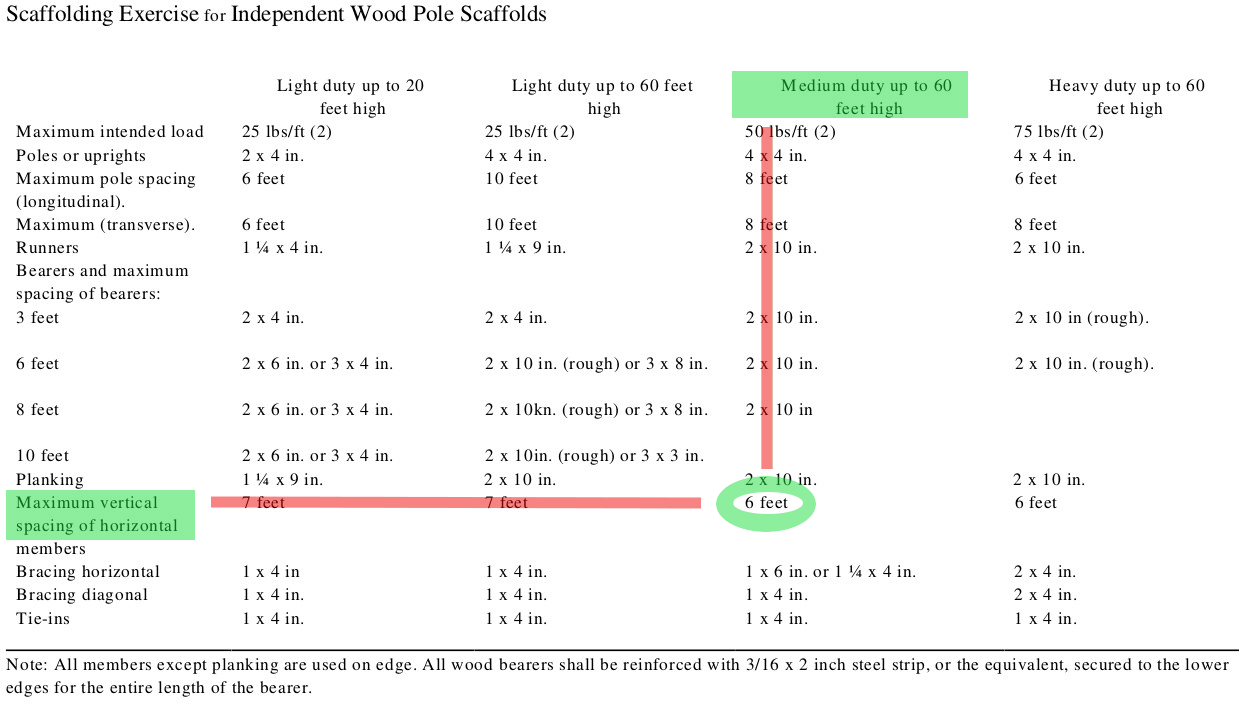 Scaffolding Exercise for Independent Wood Pole Scaffolds
Light duty up to 20 feet high Light duty up to 60 feet high Medium duty up to 60 feet high Heavy duty up to 60 feet high
Maximum intended load 25 lbs/ft (2) 25 lbs/ft (2) 50 lbs/ft (2) 75 lbs/ft (2)
Poles or uprights 2 x 4 in. 4 x 4 in. 4 x 4 in. 4 x 4 in.
Maximum pole spacing 6 feet 10 feet 8 feet 6 feet
(longitudinal).
Maximum (transverse). 6 feet 10 feet 8 feet 8 feet
Runners 1 ¼ x 4 in. 1 ¼ x 9 in. 2 x 10 in. 2 x 10 in.
Bearers and maximum
spacing of bearers:
3 feet 2 x 4 in. 2 x 4 in. 2 x 10 in. 2 x 10 in (rough).
6 feet 2 x 6 in. or 3 x 4 in. 2 x 10 in. (rough) or 3 x 8 in. 2 x 10 in. 2 x 10 in. (rough).
8 feet 2 x 6 in. or 3 x 4 in. 2 x 10kn. (rough) or 3 x 8 in. 2 x 10 in
10 feet 2 x 6 in. or 3 x 4 in. 2 x 10in. (rough) or 3 x 3 in.
Planking 1 ¼ x 9 in. 2 x 10 in. 2 x 10 in. 2 x 10 in.
Maximum vertical 7 feet 7 feet 6 feet 6 feet
spacing of horizontal
members
Bracing horizontal 1 x 4 in 1 x 4 in. 1 x 6 in. or 1 ¼ x 4 in. 2 x 4 in.
Bracing diagonal 1 x 4 in. 1 x 4 in. 1 x 4 in. 2 x 4 in.
Tie-ins 1 x 4 in. 1 x 4 in. 1 x 4 in. 1 x 4 in.
Note: All members except planking are used on edge. All wood bearers shall be reinforced with 3/16 x 2 inch steel strip, or the equivalent, secured to the lower
edges for the entire length of the bearer.